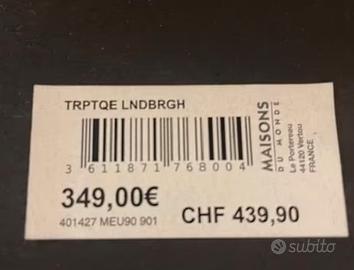 TRPTQE LNDBRGH
3 611871 768004
349,00€
401427 MEU90 901
CHF 439,90
MAISONS
DU MONDE
Le Portereau
44120 Vertou
FRANCE
subito